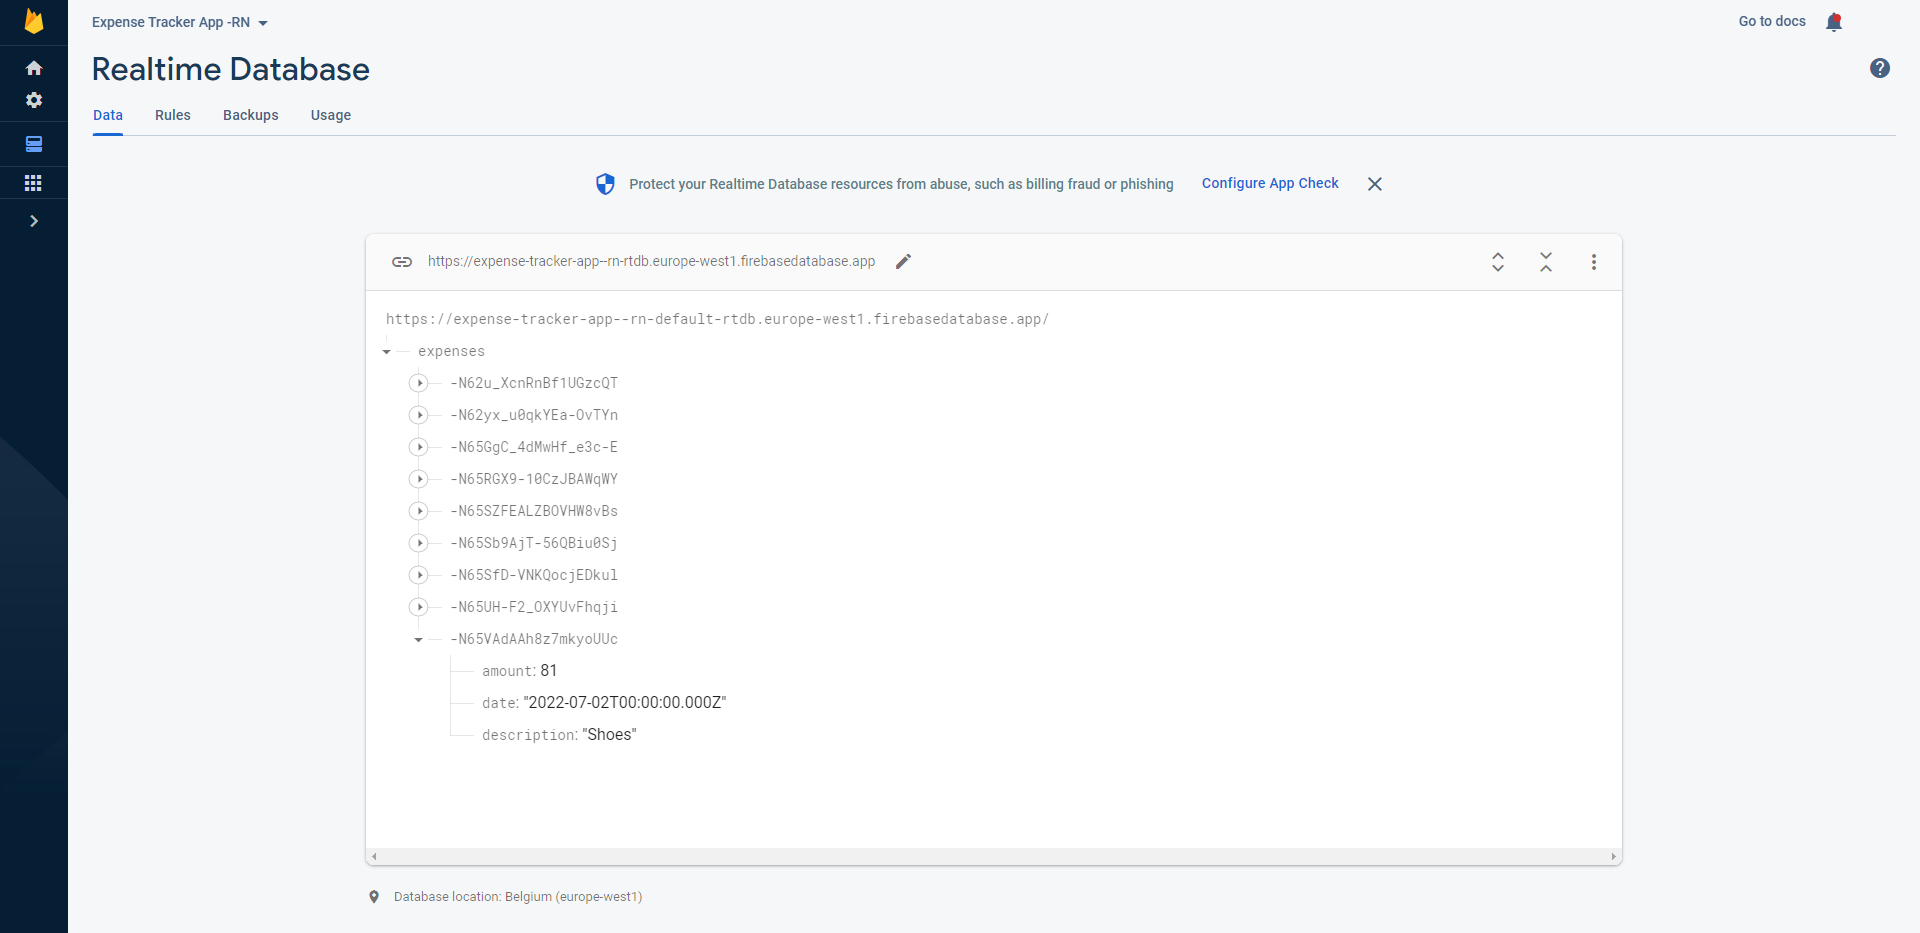 Expense Tracker App -RN
Go to docs
Realtime Database
Data Rules Backups Usage
Protect your Realtime Database resources from abuse, such as billing fraud or phishing Configure App Check
https://expense-tracker-app--rn-rtdb.europe-west1.firebasedatabase.app
https://expense-tracker-app--rn-default-rtdb.europe-west1.firebasedatabase.app/
expenses
-N62u_XcnRnBf1UGzcQT
-N62yx_u0qkYEa-OvTYn
-N65GgC_4dMwHf_e3c-E
-N65RGX9-10CzJBAWqWY
-N65SZFEALZBOVHW8vBs
-N65Sb9AjT-56QBiu0Sj
-N65SfD-VNKQocjEDkul
-N65UH-F2_OXYUvFhqji
-N65VAdAAh8z7mkyoUUc
amount: 81
date: "2022-07-02T00:00:00.000Z"
description: "Shoes"
Database location: Belgium (europe-west1)